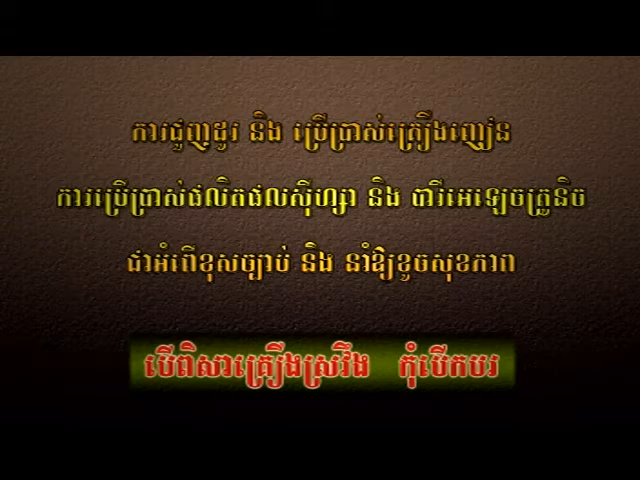 ការជួញដូរ និង ប្រើប្រាស់គ្រឿងញៀន
ការប្រើប្រាស់ផលិតផលស៊ីហ្សា និង បារីអេឡេចត្រូនិច
ជាអំពើខុសច្បាប់ និង នាំឱ្យខូចសុខភាព
បើពិសាគ្រឿងស្រវឹង កុំបើកបរ